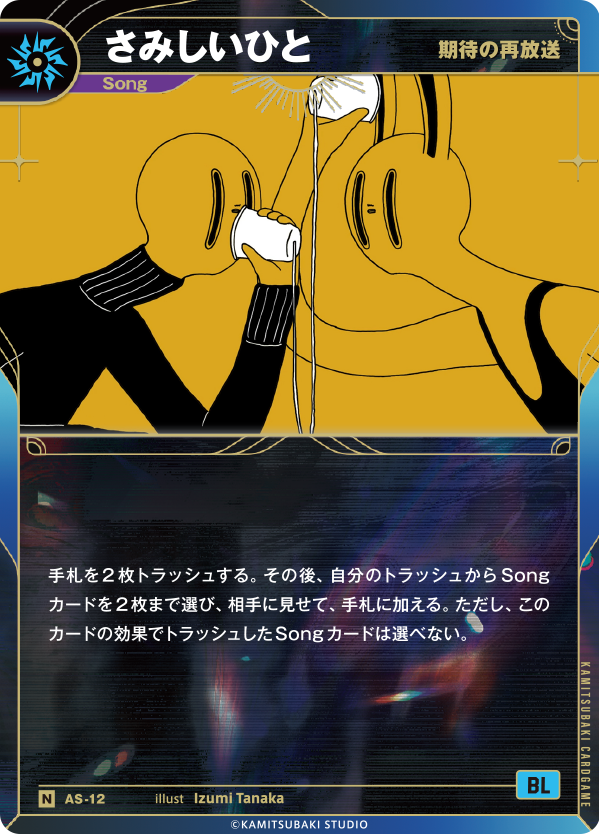 さみしいひと
期待の再放送
Song
手札を2枚トラッシュする。その後、自分のトラッシュからSong
カードを2枚まで選び、相手に見せて、手札に加える。ただし、この
カードの効果でトラッシュしたSongカードは選べない。
KAMITSUBAKI CARDGAME
BL
N AS-12 illust Izumi Tanaka
©KAMITSUBAKI STUDIO